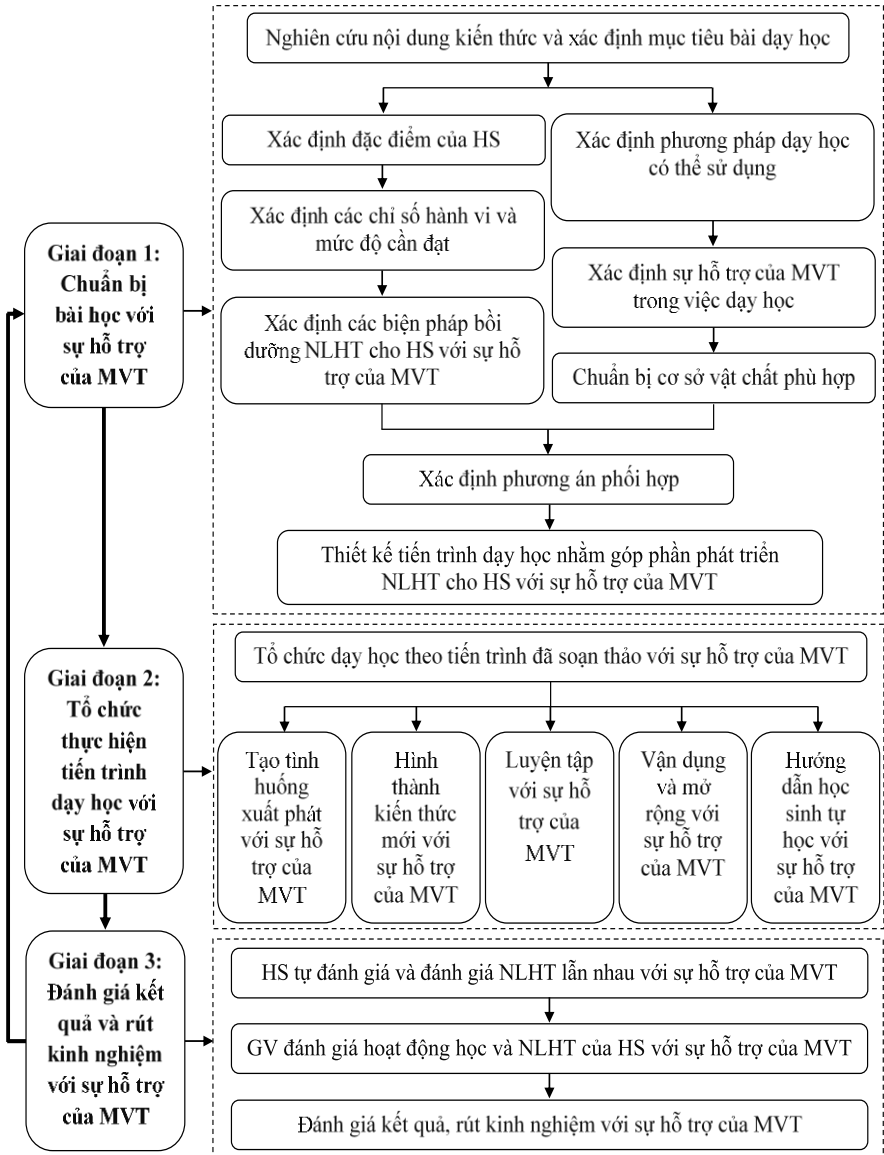 Nghiên cứu nội dung kiến thức và xác định mục tiêu bài dạy học
Xác định đặc điểm của HS
Xác định các chỉ số hành vi và
mức độ cần đạt
Xác định các biện pháp bồi
dưỡng NLHT cho HS với sự hỗ
trợ của MVT
Xác định phương pháp dạy học
có thể sử dụng
Xác định sự hỗ trợ của MVT
trong việc dạy học
Chuẩn bị cơ sở vật chất phù hợp
Xác định phương án phối hợp
Thiết kế tiến trình dạy học nhằm góp phần phát triển
NLHT cho HS với sự hỗ trợ của MVT
Giai đoạn 1:
Chuẩn bị
bài học với
sự hỗ trợ
của MVT
Giai đoạn 2:
Tổ chức
thực hiện
tiến trình
dạy học với
sự hỗ trợ
của MVT
Tổ chức dạy học theo tiến trình đã soạn thảo với sự hỗ trợ của MVT
Tạo tình
huống
xuất phát
với sự hỗ
trợ của
MVT
Hình
thành
kiến thức
mới với
sự hỗ trợ
của MVT
Luyện tập
với sự hỗ
trợ của
MVT
Vận dụng
và mở
rộng với
sự hỗ trợ
của MVT
Hướng
dẫn học
sinh tự
học với
sự hỗ trợ
của MVT
Giai đoạn 3:
Đánh giá kết
quả và rút
kinh nghiệm
với sự hỗ trợ
của MVT
HS tự đánh giá và đánh giá NLHT lẫn nhau với sự hỗ trợ của MVT
GV đánh giá hoạt động học và NLHT của HS với sự hỗ trợ của MVT
Đánh giá kết quả, rút kinh nghiệm với sự hỗ trợ của MVT